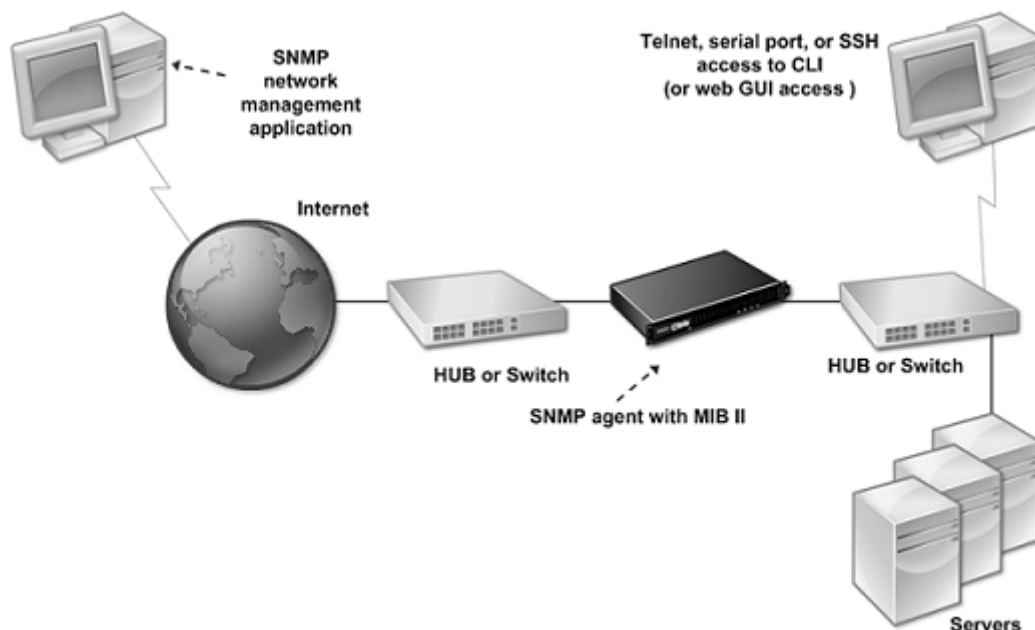 SNMP
network
management
application
Telnet, serial port, or SSH
access to CLI
(or web GUI access )
Internet
HUB or Switch
HUB or Switch
SNMP agent with MIB II
Servers